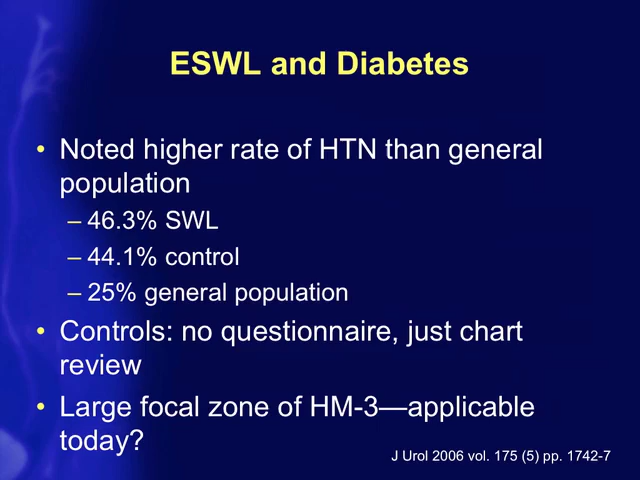 ESWL and Diabetes
• Noted higher rate of HTN than general
population
– 46.3% SWL
– 44.1% control
– 25% general population
• Controls: no questionnaire, just chart
review
• Large focal zone of HM-3—applicable
today?
J Urol 2006 vol. 175 (5) pp. 1742-7